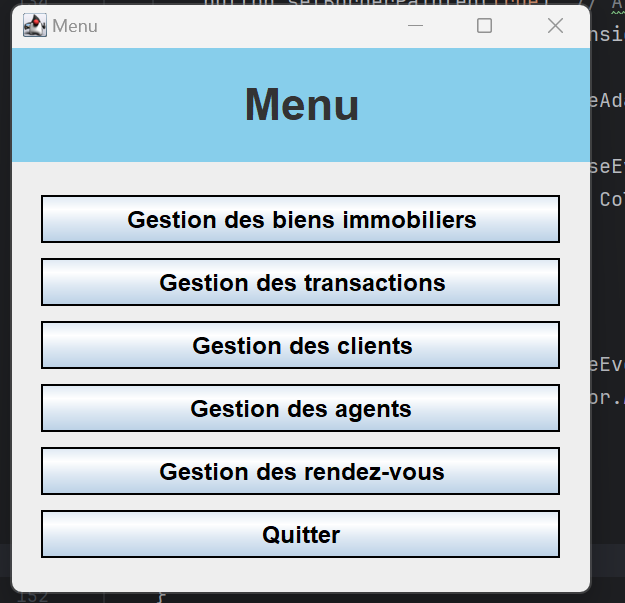 Menu
Menu
Gestion des biens immobiliers
Gestion des transactions
Gestion des clients
Gestion des agents
Gestion des rendez-vous
Quitter
152
}